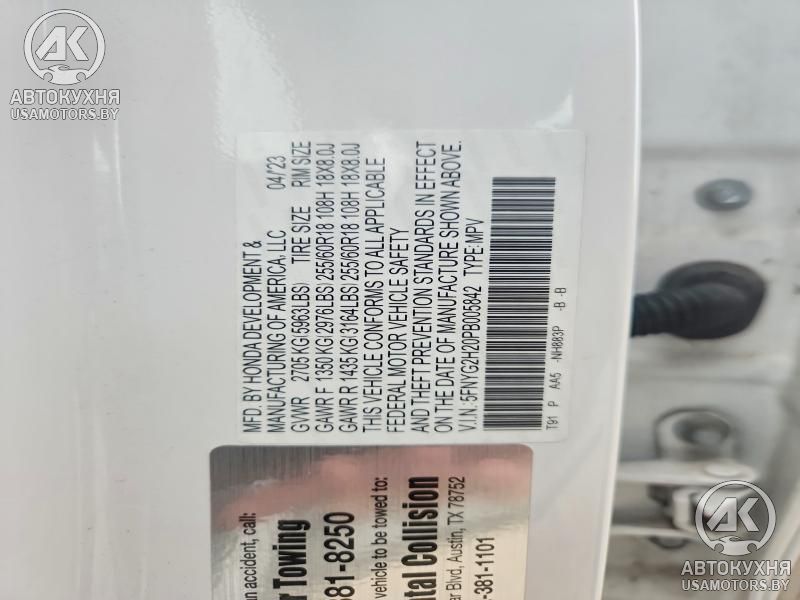 AK
АВТОКУХНЯ
USAMOTORS.BY
MFD. BY HONDA DEVELOPMENT &
MANUFACTURING OF AMERICA, LLC 04/23
GVWR 2705 KG(5963LBS) TIRE SIZE RIM SIZE
GAWR F 1350 KG(2976LBS) 255/60R18 108H 18X8.0J
GAWR R 1435 KG(3164LBS) 255/60R18 108H 18X8.0J
THIS VEHICLE CONFORMS TO ALL APPLICABLE
FEDERAL MOTOR VEHICLE SAFETY
AND THEFT PREVENTION STANDARDS IN EFFECT
ON THE DATE OF MANUFACTURE SHOWN ABOVE.
V.I.N.: 5FNYG2H20PB005842 TYPE: MPV
T91 P AA5 -NH883P -B -B
an accident, call:
Towing
81-8250
vehicle to be towed to:
Collision
Blvd, Austin, TX 78752
-381-1101
AK
АВТОКУХНЯ
USAMOTORS.BY